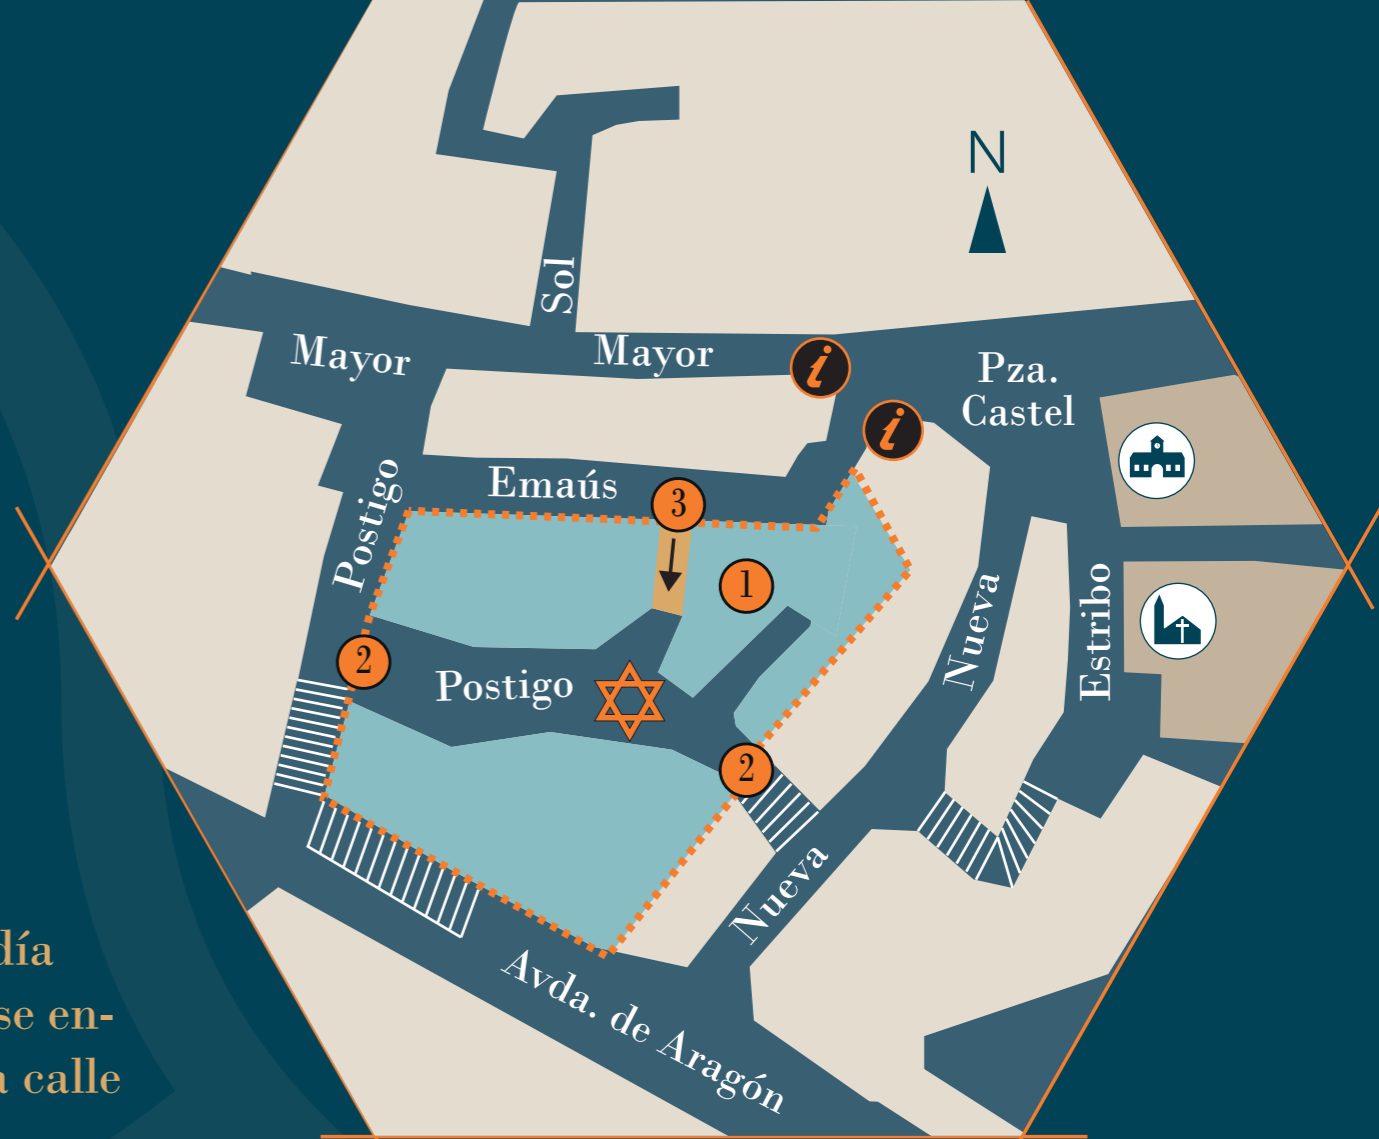 N
Sol
Mayor
Mayor
i
Pza.
Castel
i
Emaús
3
Postigo
1
Nueva
Estribo
2
Postigo
2
Nueva
Avda. de Aragón
día
se en-
a calle